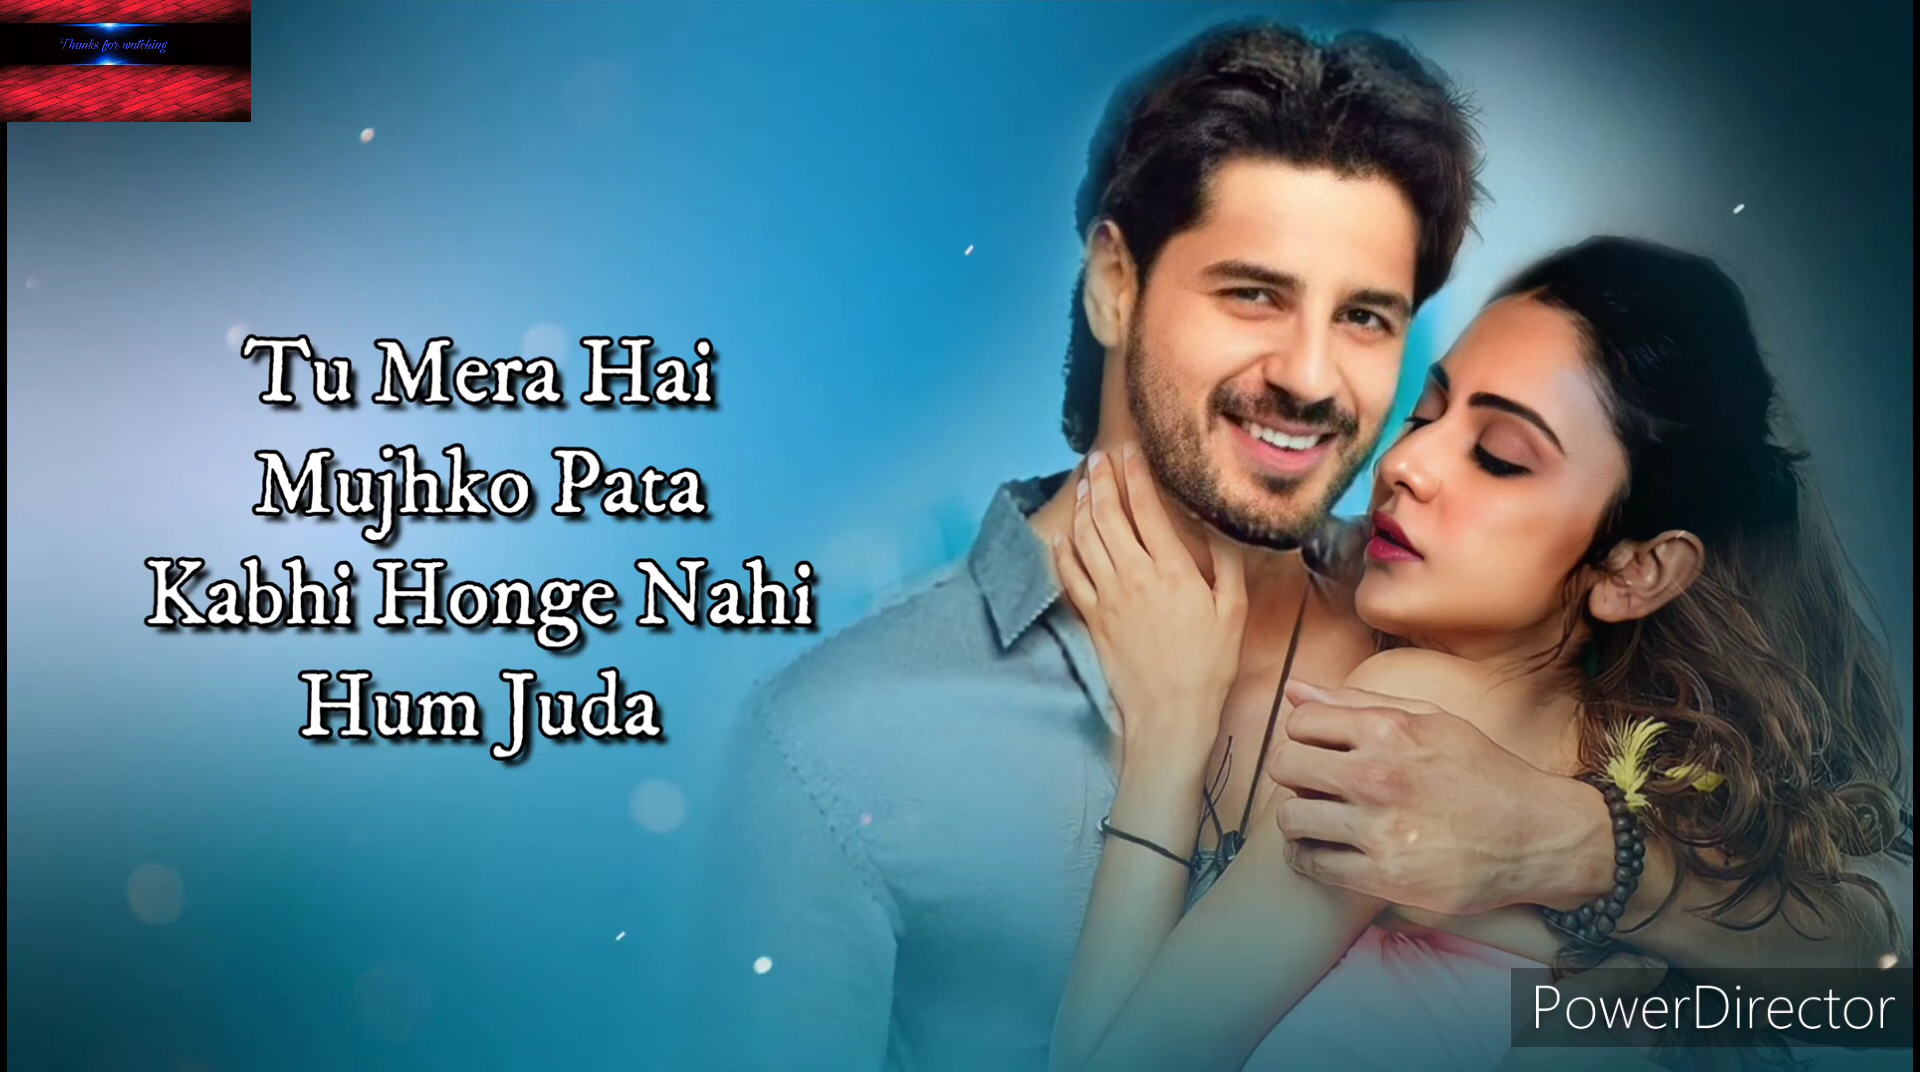 Thanks for watching
Tu Mera Hai
Mujhko Pata
Kabhi Honge Nahi
Hum Juda
PowerDirector